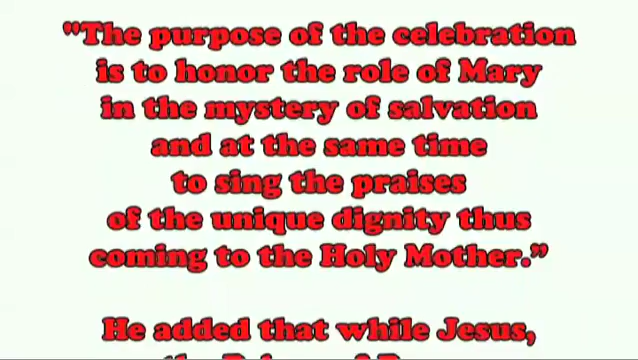 "The purpose of the celebration
is to honor the role of Mary
in the mystery of salvation
and at the same time
to sing the praises
of the unique dignity thus
coming to the Holy Mother.”
He added that while Jesus,